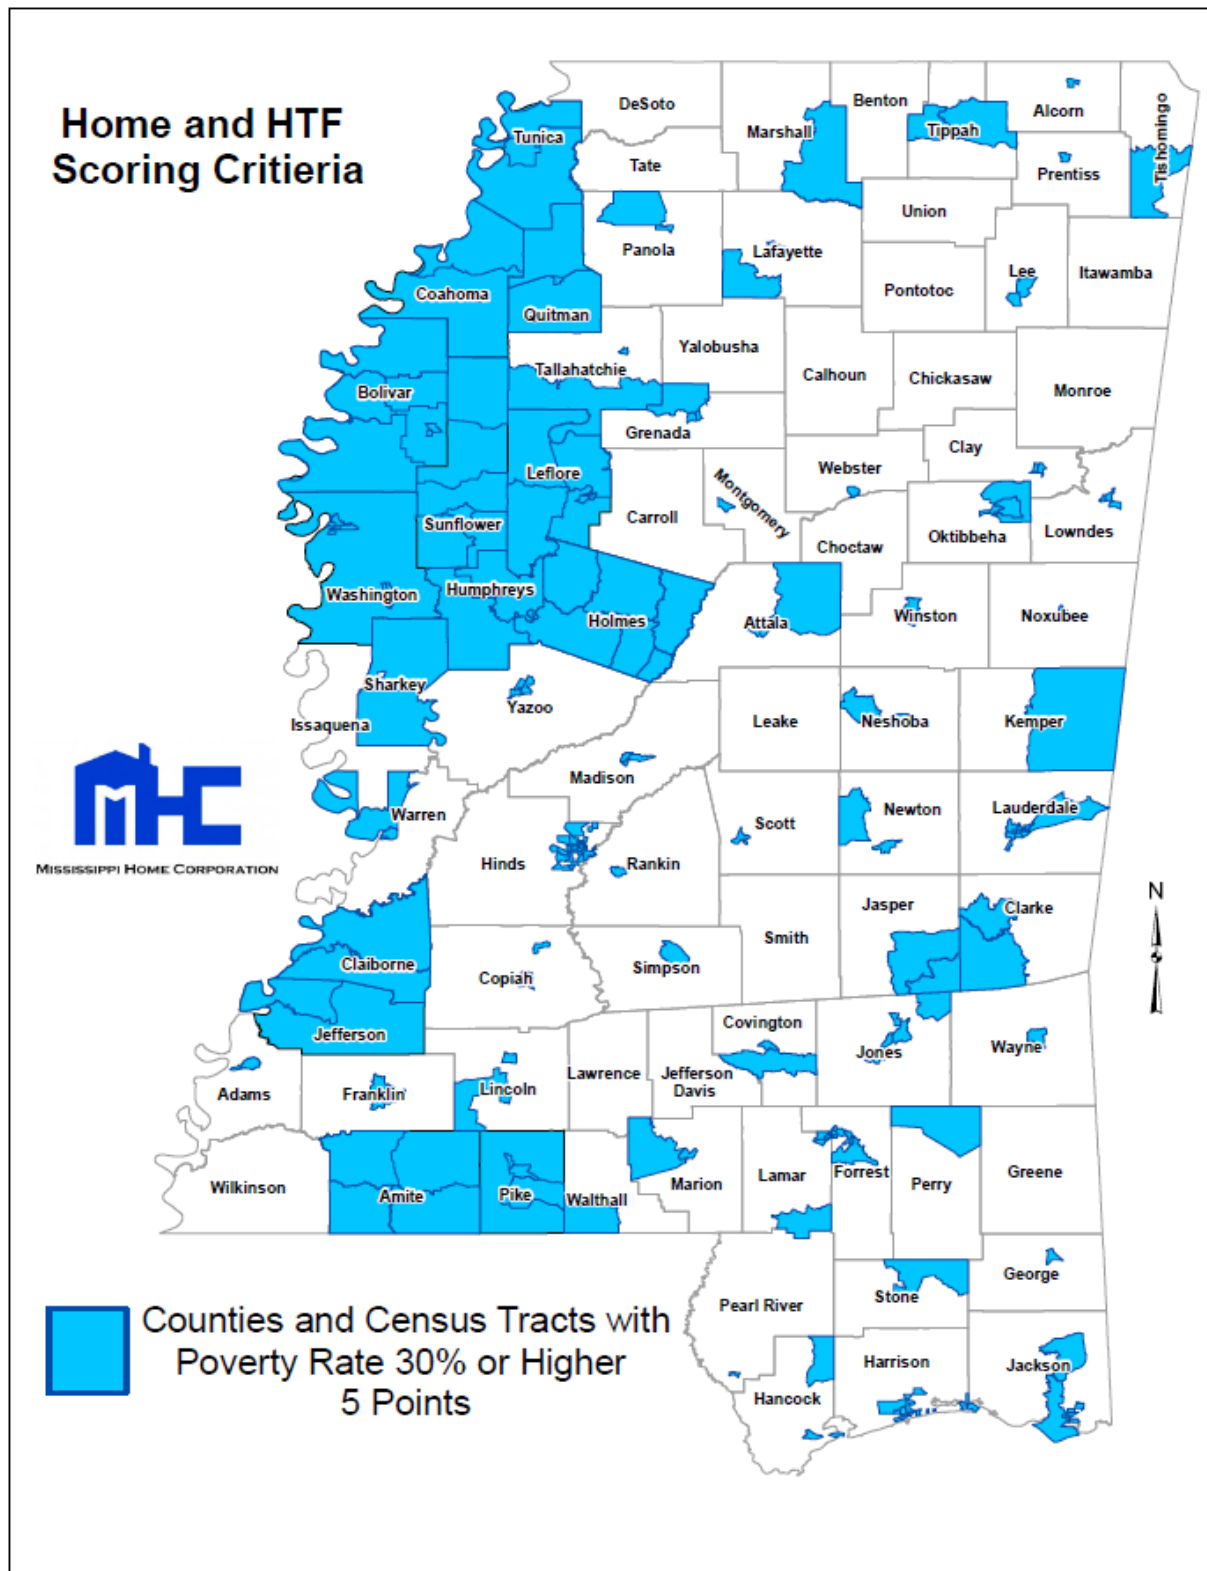 Home and HTF
Scoring Critieria
DeSoto
Benton
Alcorn
Tunica
Marshall
Tippah
Tishomingo
Tate
Prentiss
Union
Panola
Lafayette
Lee
Itawamba
Coahoma
Pontotoc
Quitman
Yalobusha
Tallahatchie
Calhoun
Chickasaw
Monroe
Bolivar
Grenada
Clay
Leflore
Webster
Montgomery
Carroll
Sunflower
Oktibbeha
Lowndes
Choctaw
Washington
Humphreys
Holmes
Attala
Winston
Noxubee
Sharkey
Yazoo
Issaquena
Leake
Neshoba
Kemper
Madison
Warren
Scott
Newton
Lauderdale
MHC
MISSISSIPPI HOME CORPORATION
Hinds
Rankin
N
Jasper
Clarke
Smith
Claiborne
Copiah
Simpson
Jefferson
Covington
Jones
Wayne
Adams
Franklin
Lincoln
Lawrence
Jefferson
Davis
Wilkinson
Amite
Pike
Walthall
Marion
Lamar
Forrest
Perry
Greene
George
Stone
Pearl River
Harrison
Jackson
Hancock
Counties and Census Tracts with
Poverty Rate 30% or Higher
5 Points